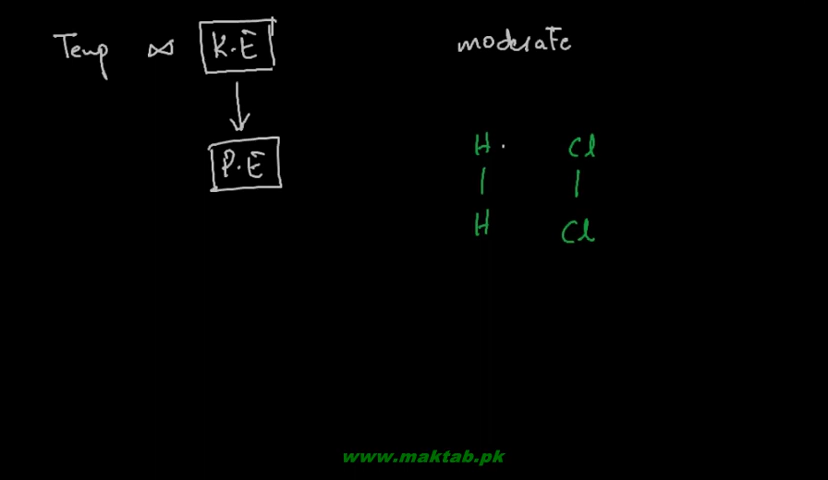 Temp ∝ K.E
moderate
P.E
H Cl
| |
H Cl
www.maktab.pk